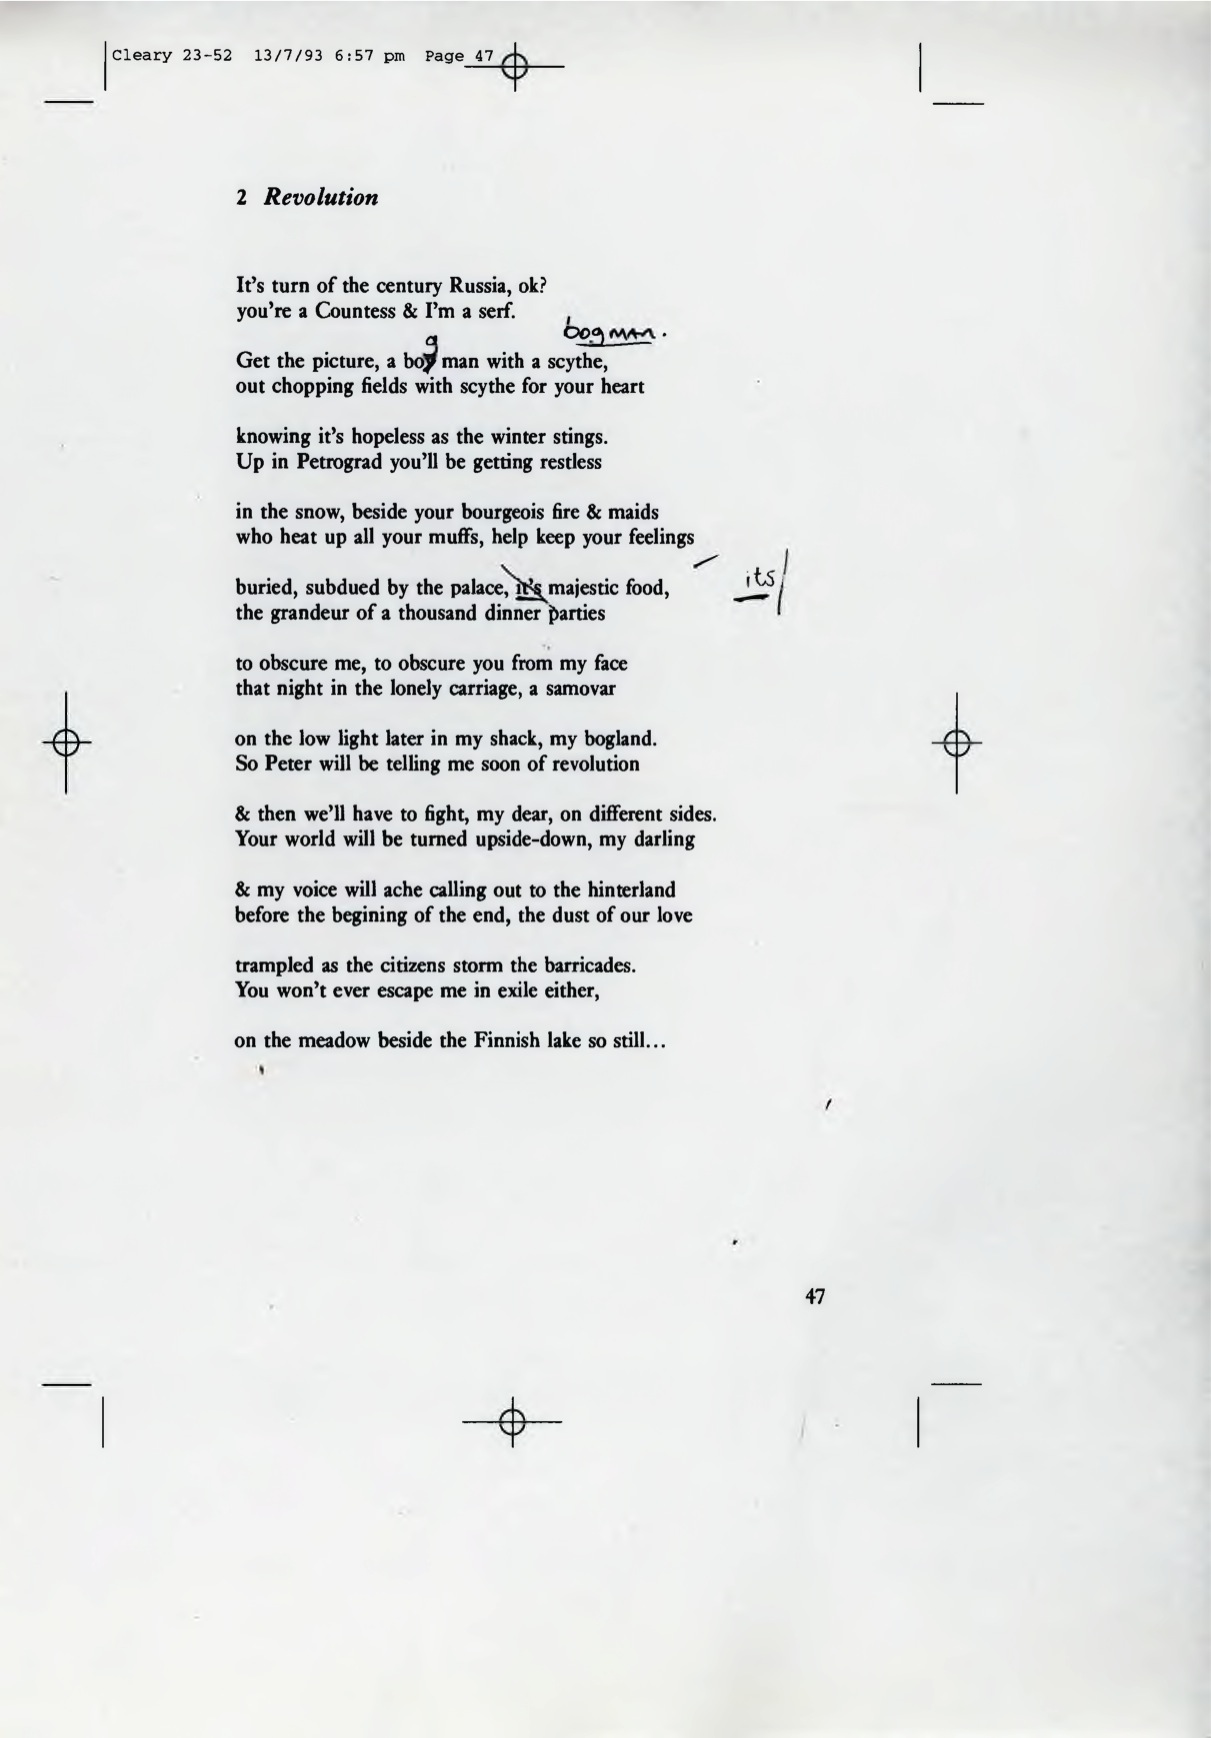 Cleary 23-52 13/7/93 6:57 pm Page 47
2 Revolution
It's turn of the century Russia, ok?
you're a Countess & I'm a serf.
bogman.
g
Get the picture, a boy man with a scythe,
out chopping fields with scythe for your heart
knowing it's hopeless as the winter stings.
Up in Petrograd you'll be getting restless
in the snow, beside your bourgeois fire & maids
who heat up all your muffs, help keep your feelings
buried, subdued by the palace, it's majestic food,
its/
the grandeur of a thousand dinner parties
to obscure me, to obscure you from my face
that night in the lonely carriage, a samovar
on the low light later in my shack, my bogland.
So Peter will be telling me soon of revolution
& then we'll have to fight, my dear, on different sides.
Your world will be turned upside-down, my darling
& my voice will ache calling out to the hinterland
before the begining of the end, the dust of our love
trampled as the citizens storm the barricades.
You won't ever escape me in exile either,
on the meadow beside the Finnish lake so still...
47